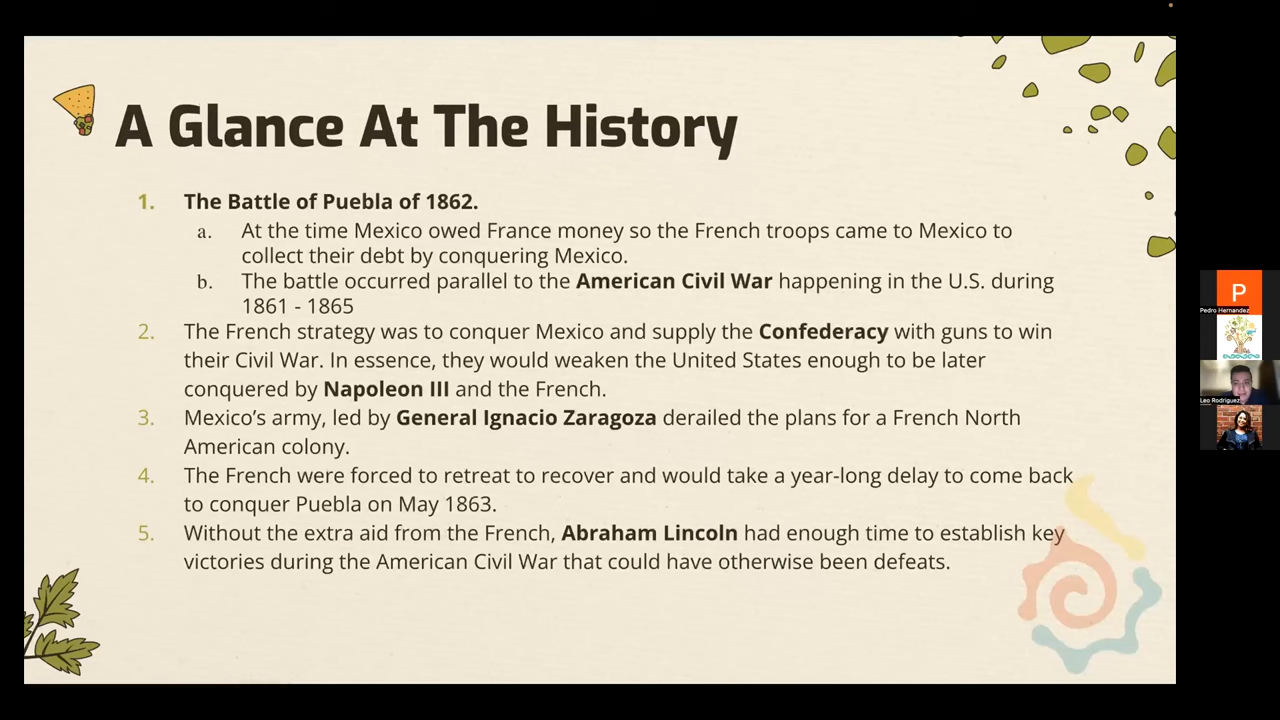 A Glance At The History
1. The Battle of Puebla of 1862.
a. At the time Mexico owed France money so the French troops came to Mexico to
collect their debt by conquering Mexico.
b. The battle occurred parallel to the American Civil War happening in the U.S. during
1861 - 1865
2. The French strategy was to conquer Mexico and supply the Confederacy with guns to win
their Civil War. In essence, they would weaken the United States enough to be later
conquered by Napoleon III and the French.
3. Mexico’s army, led by General Ignacio Zaragoza derailed the plans for a French North
American colony.
4. The French were forced to retreat to recover and would take a year-long delay to come back
to conquer Puebla on May 1863.
5. Without the extra aid from the French, Abraham Lincoln had enough time to establish key
victories during the American Civil War that could have otherwise been defeats.
P
Pedro Hernandez
Leo Rodriguez